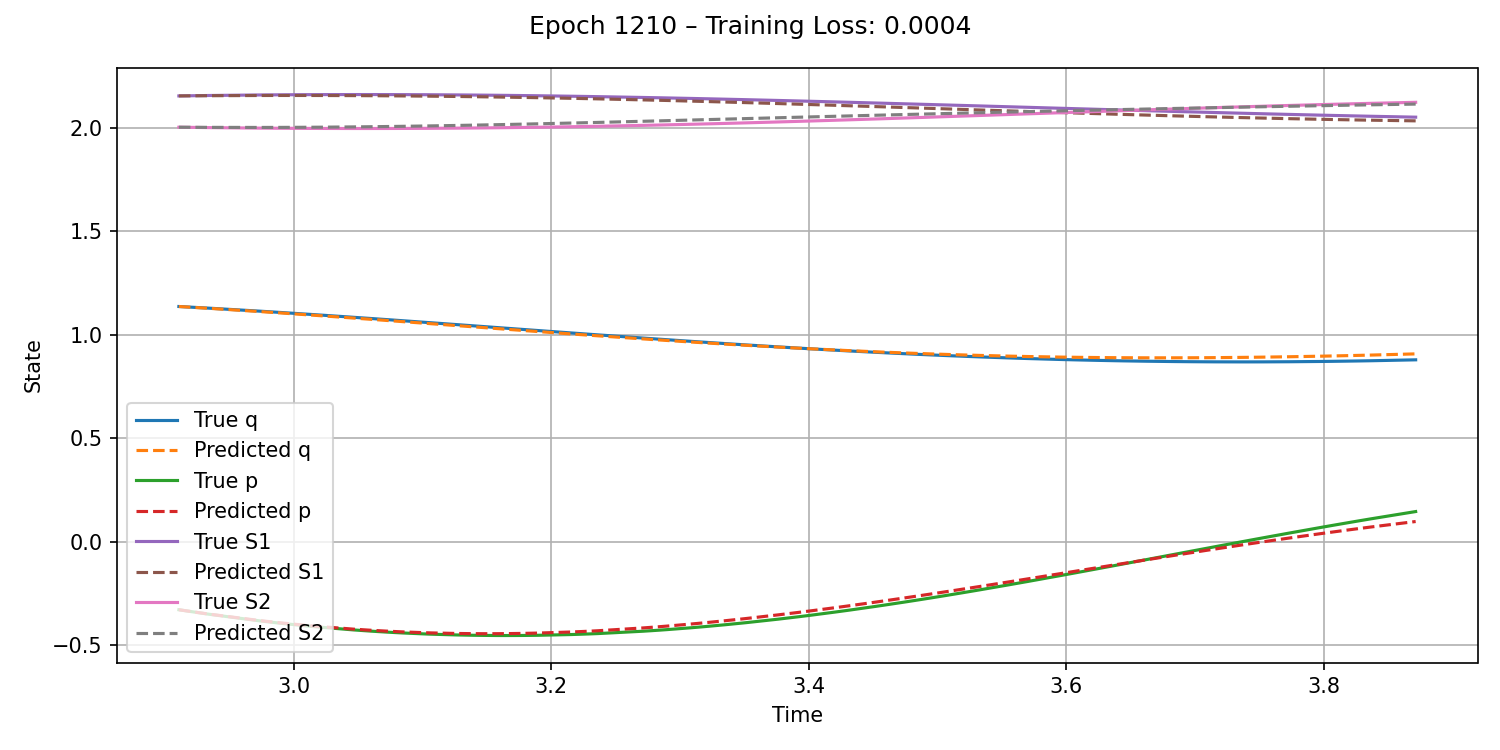 Epoch 1210 – Training Loss: 0.0004
State
2.0
1.5
1.0
0.5
0.0
−0.5
True q
Predicted q
True p
Predicted p
True S1
Predicted S1
True S2
Predicted S2
3.0 3.2 3.4 3.6 3.8
Time